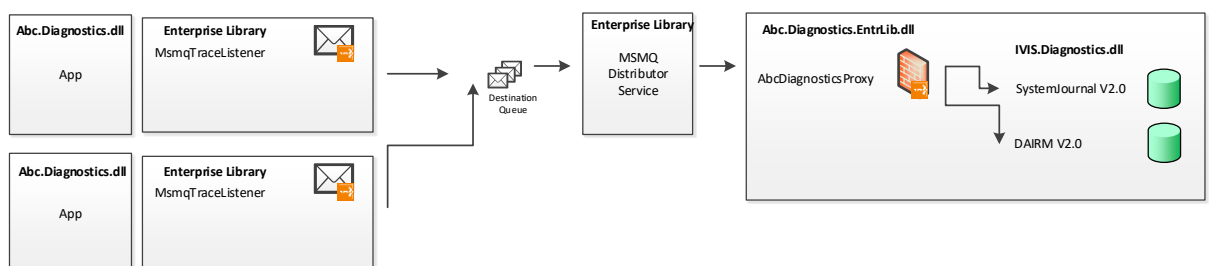 Abc.Diagnostics.dll
App
Enterprise Library
MsmqTraceListener
Destination
Queue
Enterprise Library
MSMQ
Distributor
Service
Abc.Diagnostics.EntrLib.dll
AbcDiagnosticsProxy
IVIS.Diagnostics.dll
SystemJournal V2.0
DAIRM V2.0
Abc.Diagnostics.dll
App
Enterprise Library
MsmqTraceListener